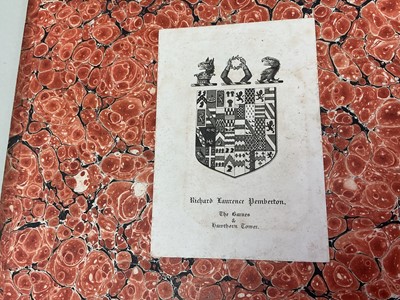 Richard Laurence Pemberton,
The Barnes
&
Hawthorn Tower.